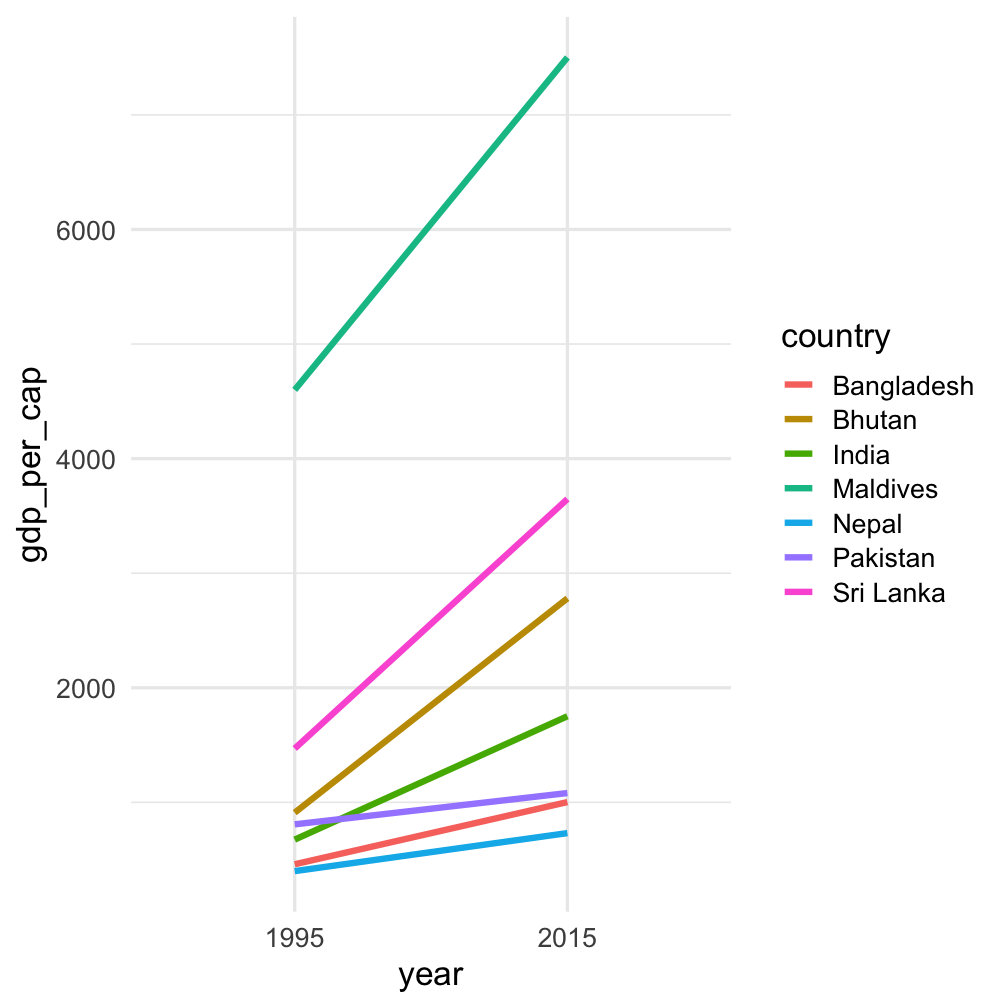 6000
4000
2000
gdp_per_cap
1995
2015
year
country
Bangladesh
Bhutan
India
Maldives
Nepal
Pakistan
Sri Lanka